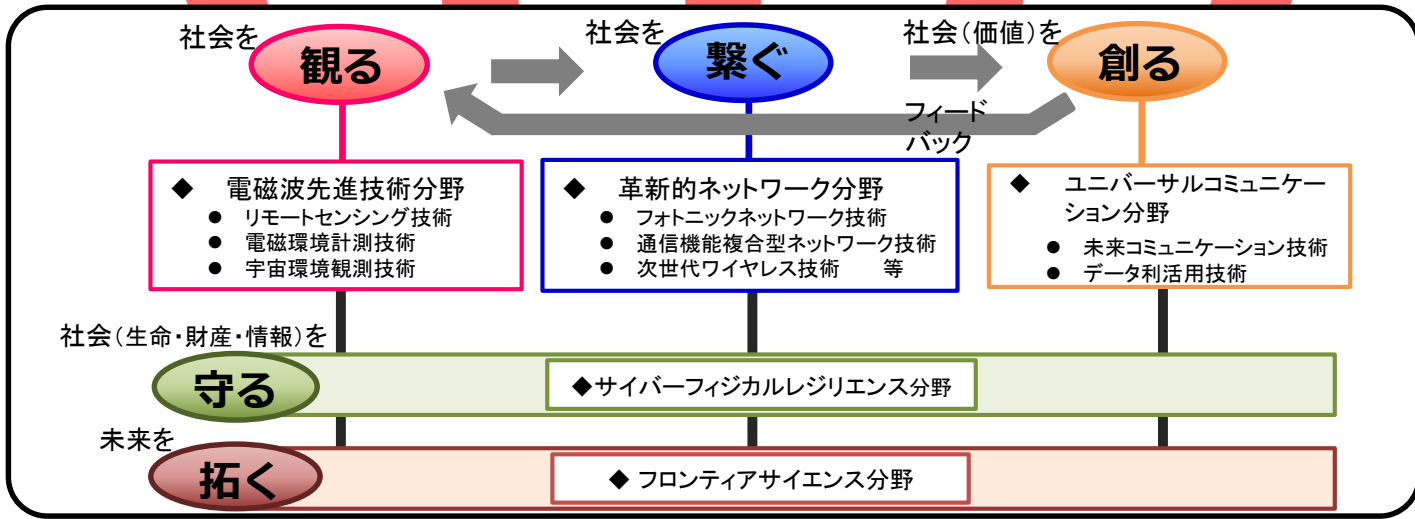 社会を
観る
社会を
繋ぐ
社会(価値)を
創る
フィード
バック
◆ 電磁波先進技術分野
● リモートセンシング技術
● 電磁環境計測技術
● 宇宙環境観測技術
◆ 革新的ネットワーク分野
● フォトニックネットワーク技術
● 通信機能複合型ネットワーク技術
● 次世代ワイヤレス技術 等
◆ ユニバーサルコミュニケー
ション分野
● 未来コミュニケーション技術
● データ利活用技術
社会(生命・財産・情報)を
守る
◆サイバーフィジカルレジリエンス分野
未来を
拓く
◆ フロンティアサイエンス分野